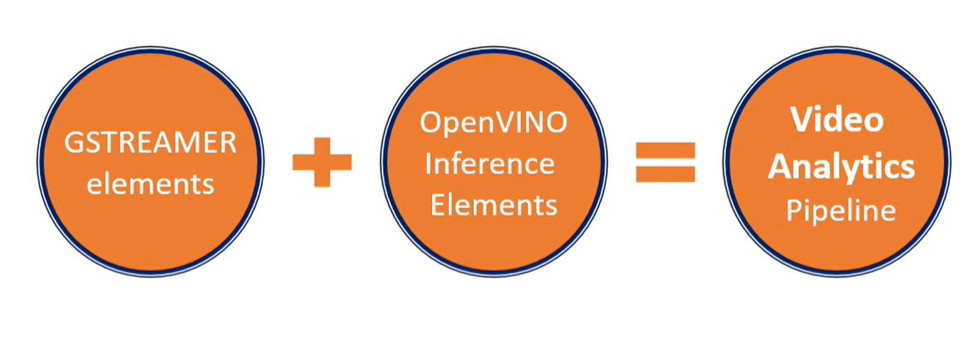 GSTREAMER
elements
+
OpenVINO
Inference
Elements
=
Video
Analytics
Pipeline